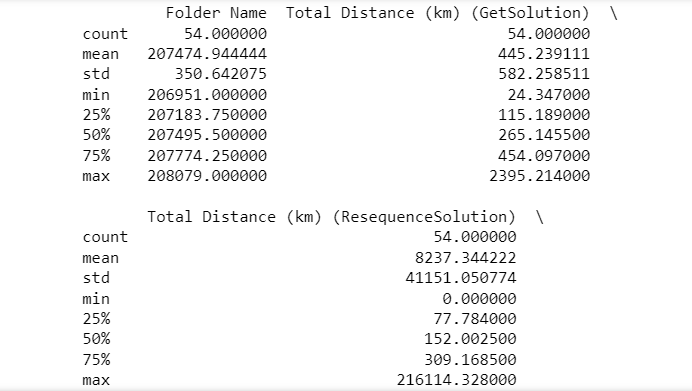 Folder Name Total Distance (km) (GetSolution) \
count 54.000000 54.000000
mean 207474.944444 445.239111
std 350.642075 582.258511
min 206951.000000 24.347000
25% 207183.750000 115.189000
50% 207495.500000 265.145500
75% 207774.250000 454.097000
max 208079.000000 2395.214000
Total Distance (km) (ResequenceSolution) \
count 54.000000
mean 8237.344222
std 41151.050774
min 0.000000
25% 77.784000
50% 152.002500
75% 309.168500
max 216114.328000